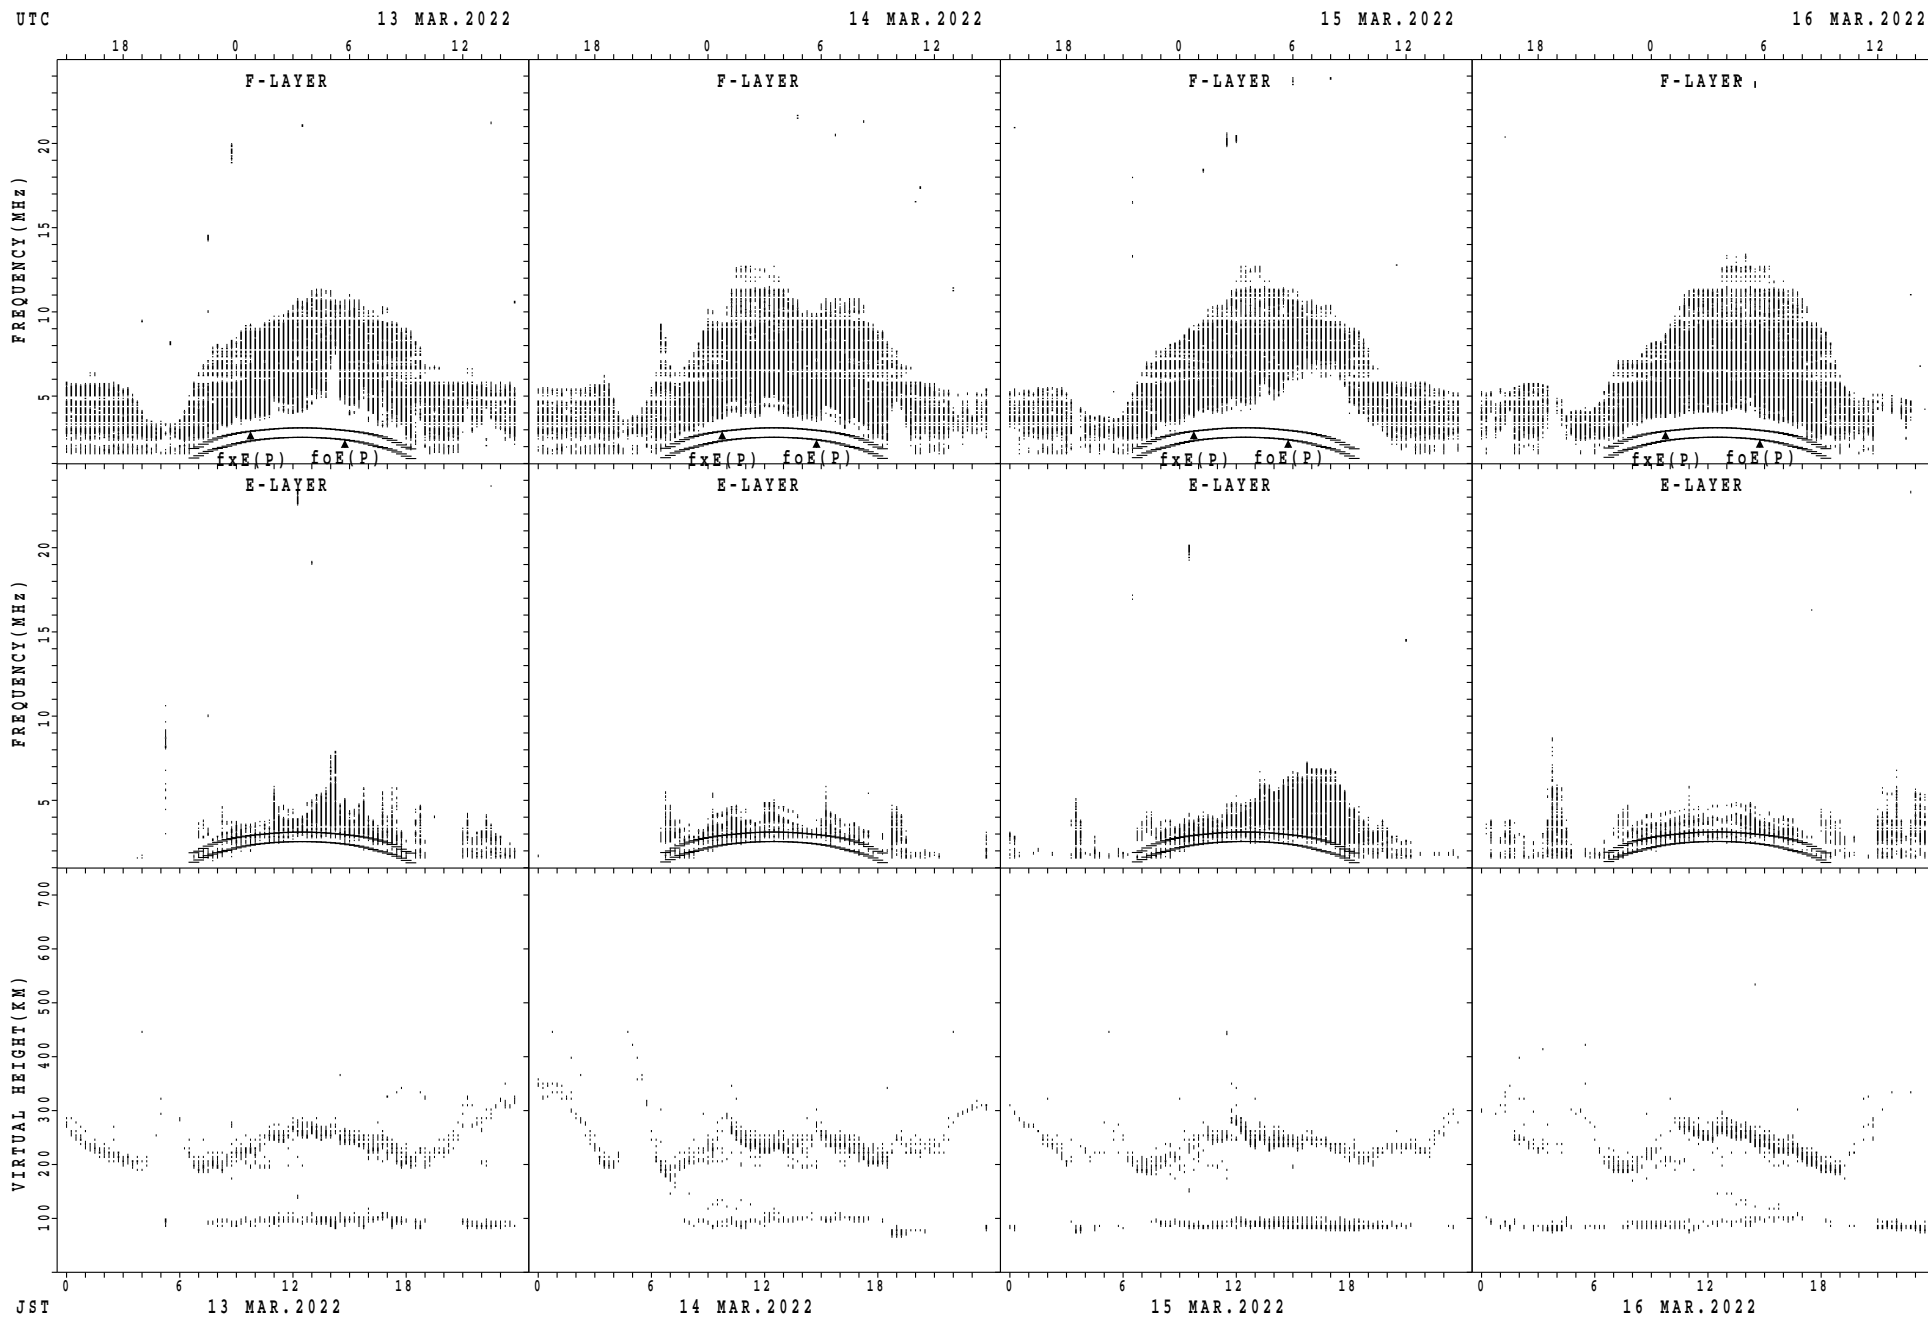 UTC 13 MAR.2022 14 MAR.2022 15 MAR.2022 16 MAR.2022
18 0 6 12 18 0 6 12 18 0 6 12 18 0 6 12
F-LAYER F-LAYER F-LAYER F-LAYER
FREQUENCY(MHz)
20
15
10
5
fxE(P) foE(P) fxE(P) foE(P) fxE(P) foE(P) fxE(P) foE(P)
E-LAYER E-LAYER E-LAYER E-LAYER
FREQUENCY(MHz)
20
15
10
5
VIRTUAL HEIGHT(KM)
700
600
500
400
300
200
100
0 6 12 18 0 6 12 18 0 6 12 18 0 6 12 18
JST 13 MAR.2022 14 MAR.2022 15 MAR.2022 16 MAR.2022